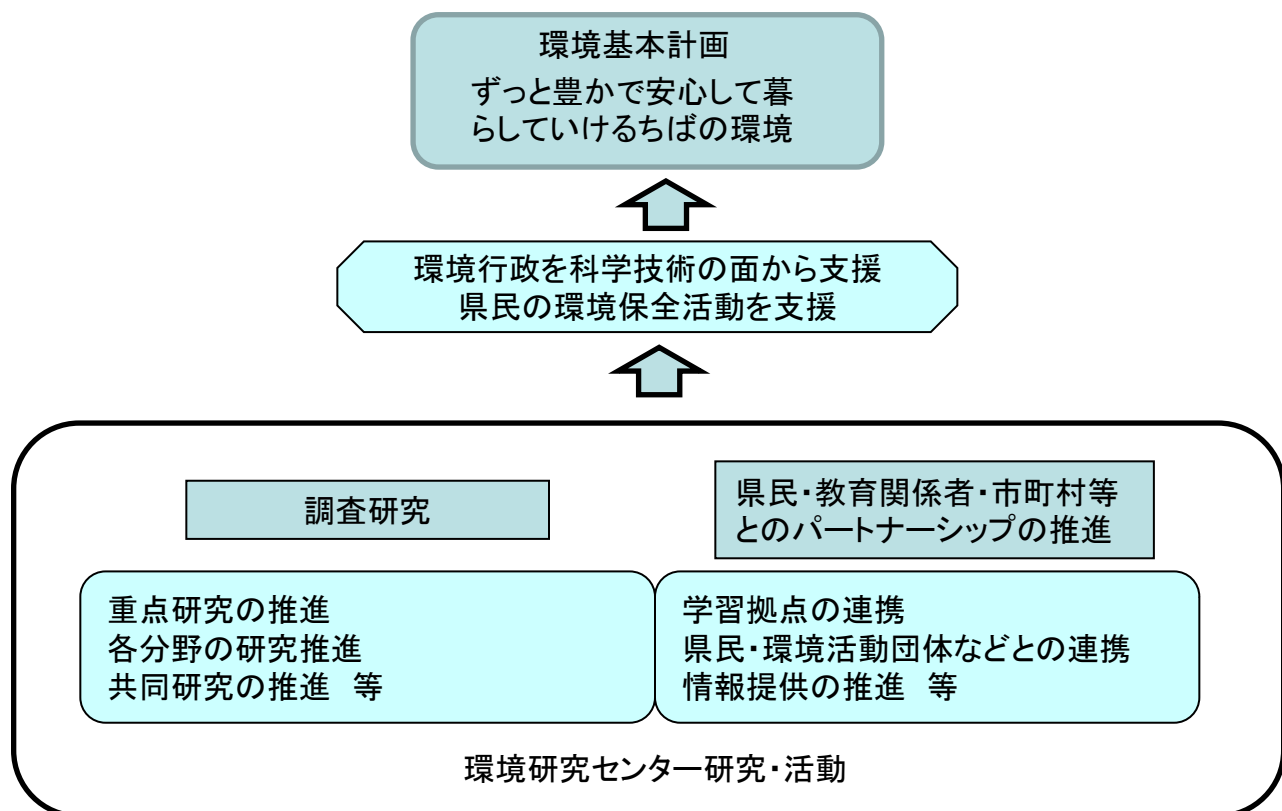 環境基本計画
ずっと豊かで安心して暮
らしていけるちばの環境
環境行政を科学技術の面から支援
県民の環境保全活動を支援
調査研究
県民・教育関係者・市町村等
とのパートナーシップの推進
重点研究の推進
各分野の研究推進
共同研究の推進　等
学習拠点の連携
県民・環境活動団体などとの連携
情報提供の推進　等
環境研究センター研究・活動